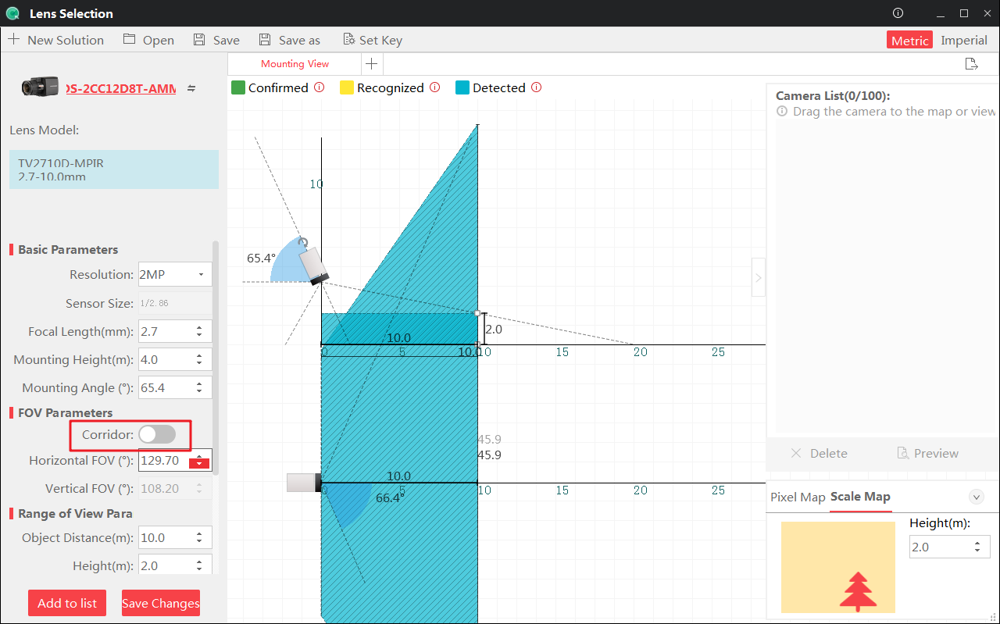 Lens Selection
New Solution Open Save Save as Set Key Metric Imperial
DS-2CC12D8T-AMM
Mounting View
Confirmed Recognized Detected
Camera List(0/100):
Drag the camera to the map or view
Lens Model:
TV2710D-MPIR
2.7-10.0mm
10
65.4°
Basic Parameters
Resolution: 2MP
Sensor Size: 1/2.86
Focal Length(mm): 2.7
Mounting Height(m): 4.0
Mounting Angle (°): 65.4
2.0
10.0
10.0
0 5 10 15 20 25
FOV Parameters
Corridor:
Horizontal FOV (°): 129.70
Vertical FOV (°): 108.20
45.9
45.9
10.0
0 5 10 15 20 25
66.4°
Delete Preview
Range of View Para
Object Distance(m): 10.0
Height(m): 2.0
Add to list Save Changes
Pixel Map Scale Map
Height(m):
2.0